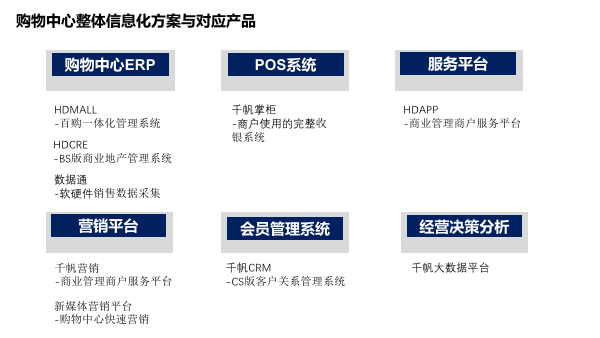 购物中心整体信息化方案与对应产品
购物中心ERP
HDMALL
-百购一体化管理系统
HDCRE
-BS版商业地产管理系统
数据通
-软硬件销售数据采集
POS系统
千帆掌柜
-商户使用的完整收
银系统
服务平台
HDAPP
-商业管理商户服务平台
营销平台
千帆营销
-商业管理商户服务平台
新媒体营销平台
-购物中心快速营销
会员管理系统
千帆CRM
-CS版客户关系管理系统
经营决策分析
千帆大数据平台